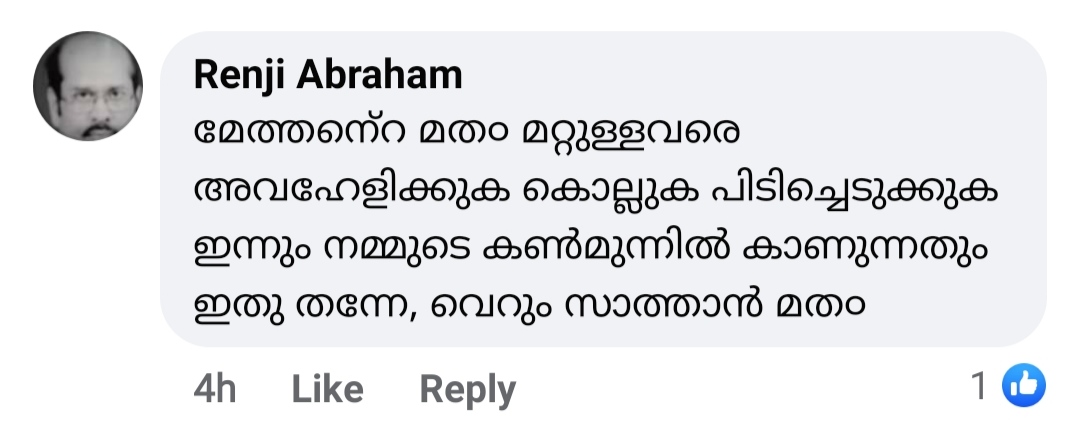 Renji Abraham
മേത്തന്റെ മതം മറ്റുള്ളവരെ
അവഹേളിക്കുക കൊല്ലുക പിടിച്ചെടുക്കുക
ഇന്നും നമ്മുടെ കൺമുന്നിൽ കാണുന്നതും
ഇതു തന്നേ, വെറും സാത്താൻ മതം
4h Like Reply 1